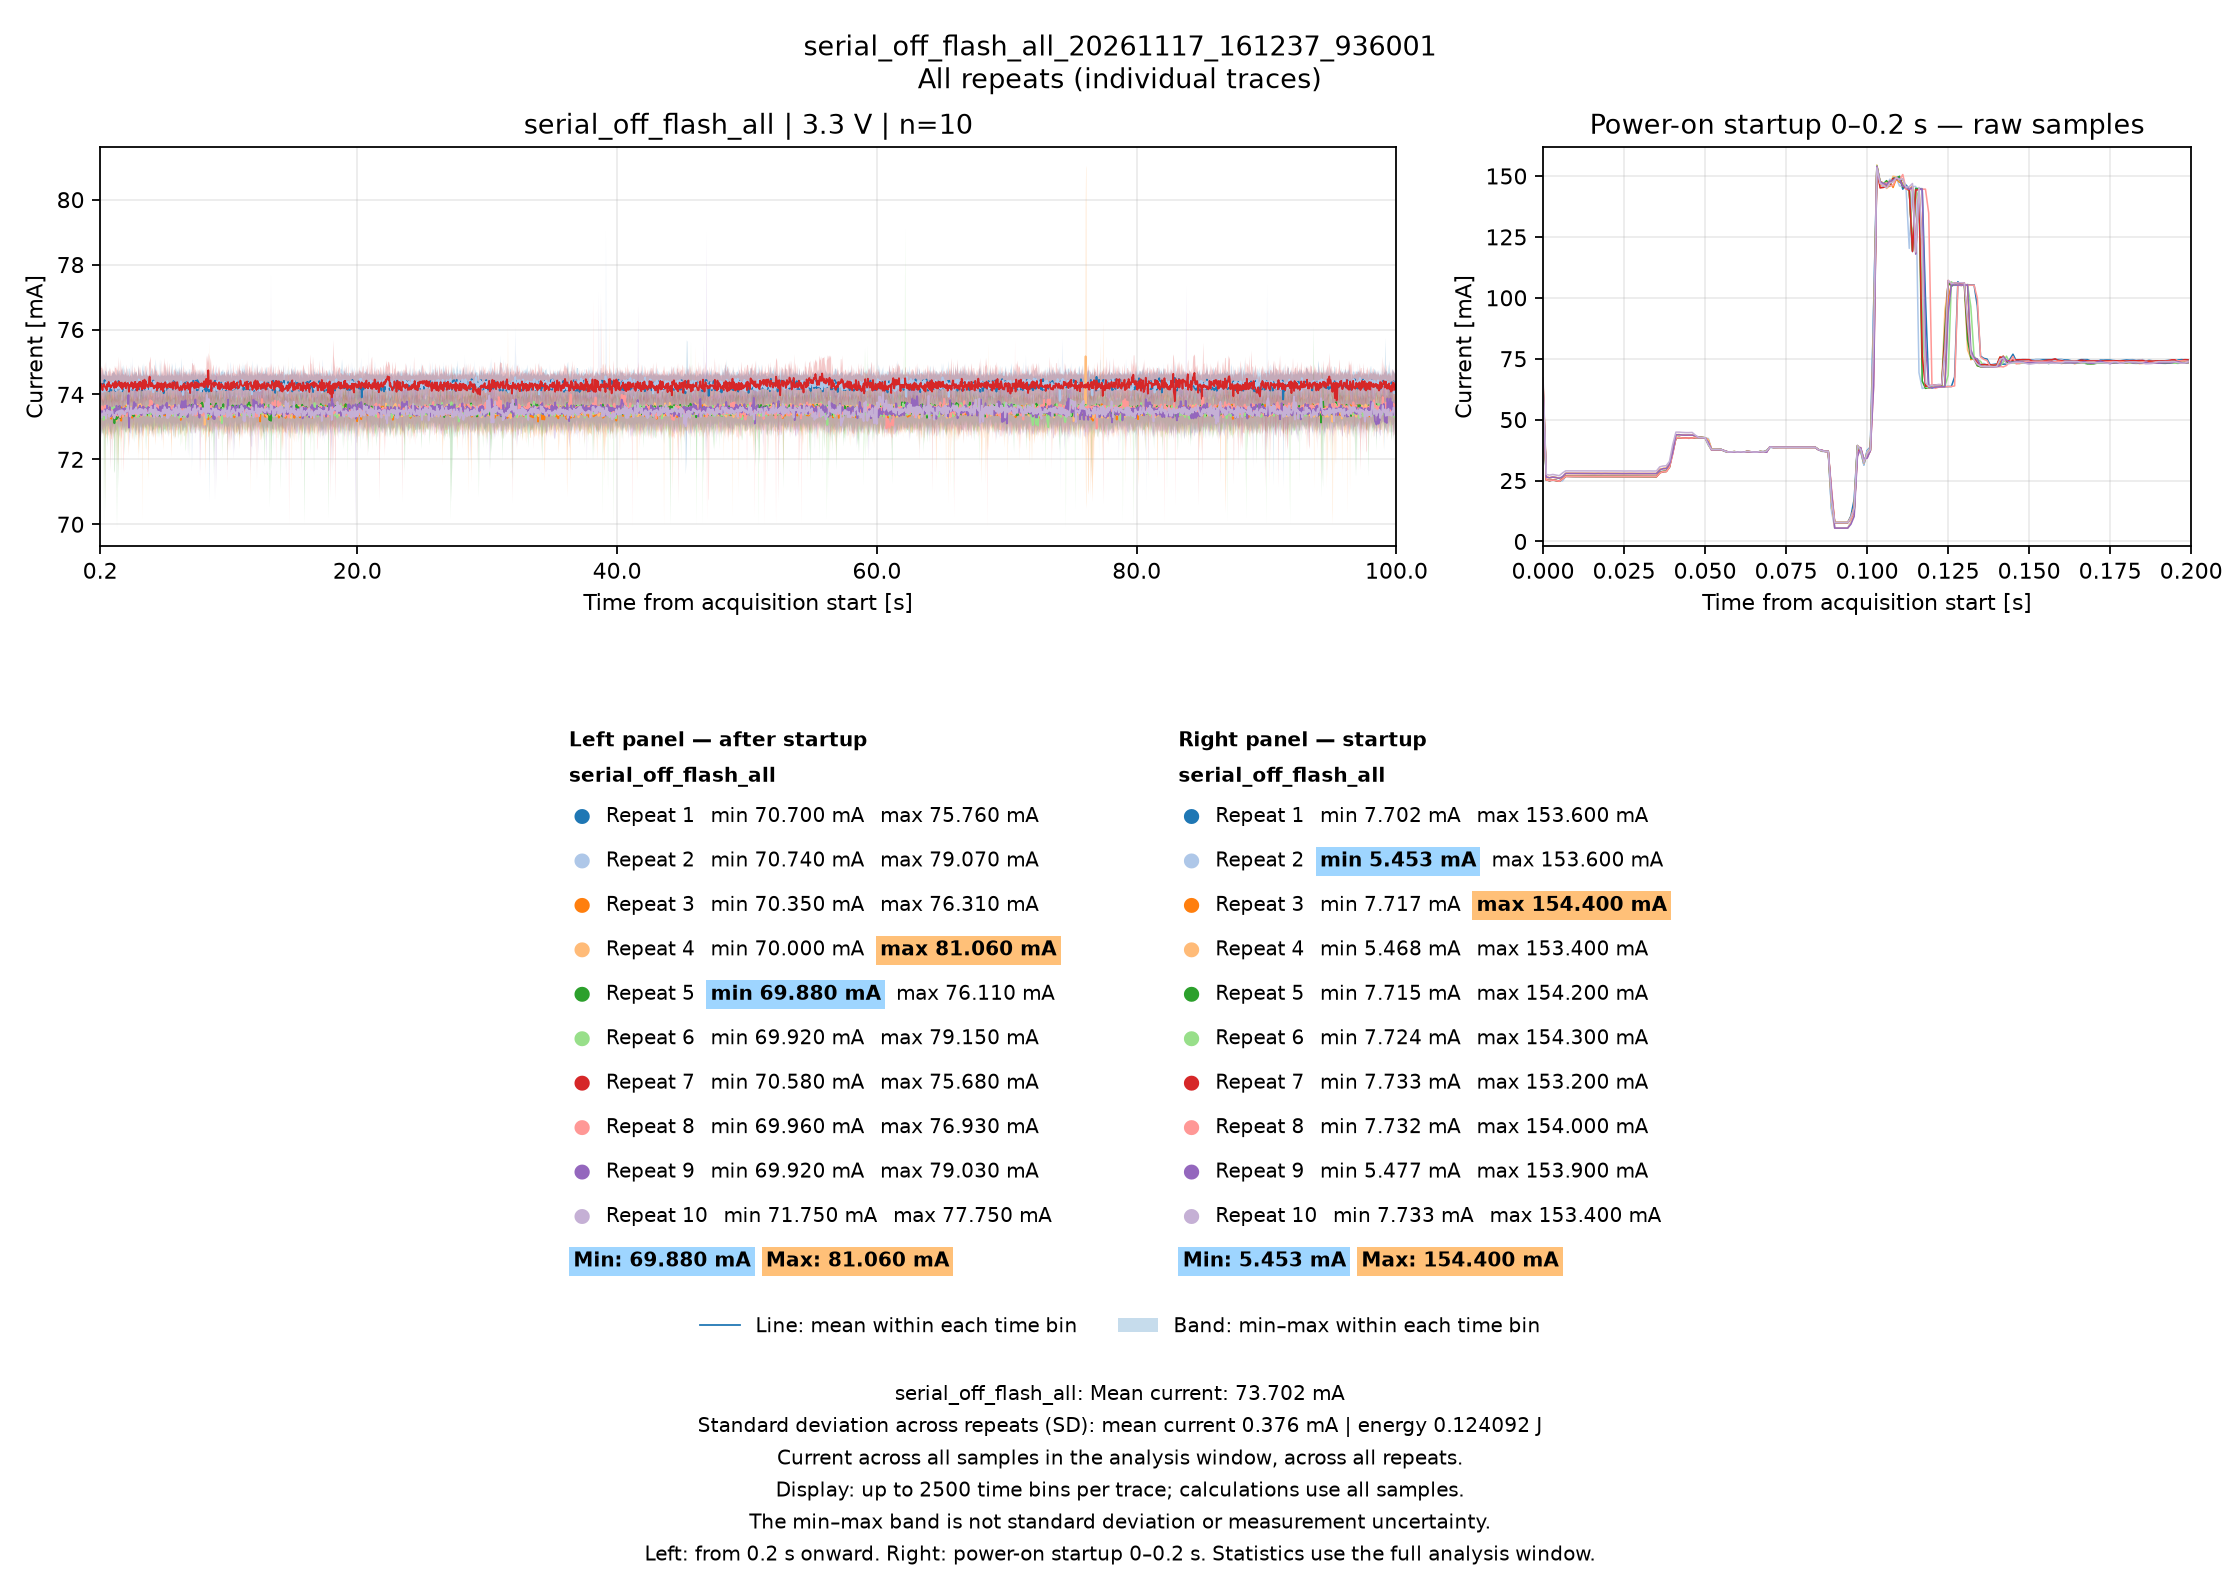 serial_off_flash_all_20261117_161237_936001
All repeats (individual traces)
serial_off_flash_all | 3.3 V | n=10
Current [mA]
80
78
76
74
72
70
0.2 20.0 40.0 60.0 80.0 100.0
Time from acquisition start [s]
Power-on startup 0–0.2 s — raw samples
Current [mA]
150
125
100
75
50
25
0
0.000 0.025 0.050 0.075 0.100 0.125 0.150 0.175 0.200
Time from acquisition start [s]
Left panel — after startup
serial_off_flash_all
Repeat 1 min 70.700 mA max 75.760 mA
Repeat 2 min 70.740 mA max 79.070 mA
Repeat 3 min 70.350 mA max 76.310 mA
Repeat 4 min 70.000 mA max 81.060 mA
Repeat 5 min 69.880 mA max 76.110 mA
Repeat 6 min 69.920 mA max 79.150 mA
Repeat 7 min 70.580 mA max 75.680 mA
Repeat 8 min 69.960 mA max 76.930 mA
Repeat 9 min 69.920 mA max 79.030 mA
Repeat 10 min 71.750 mA max 77.750 mA
Min: 69.880 mA Max: 81.060 mA
Right panel — startup
serial_off_flash_all
Repeat 1 min 7.702 mA max 153.600 mA
Repeat 2 min 5.453 mA max 153.600 mA
Repeat 3 min 7.717 mA max 154.400 mA
Repeat 4 min 5.468 mA max 153.400 mA
Repeat 5 min 7.715 mA max 154.200 mA
Repeat 6 min 7.724 mA max 154.300 mA
Repeat 7 min 7.733 mA max 153.200 mA
Repeat 8 min 7.732 mA max 154.000 mA
Repeat 9 min 5.477 mA max 153.900 mA
Repeat 10 min 7.733 mA max 153.400 mA
Min: 5.453 mA Max: 154.400 mA
Line: mean within each time bin
Band: min–max within each time bin
serial_off_flash_all: Mean current: 73.702 mA
Standard deviation across repeats (SD): mean current 0.376 mA | energy 0.124092 J
Current across all samples in the analysis window, across all repeats.
Display: up to 2500 time bins per trace; calculations use all samples.
The min–max band is not standard deviation or measurement uncertainty.
Left: from 0.2 s onward. Right: power-on startup 0–0.2 s. Statistics use the full analysis window.